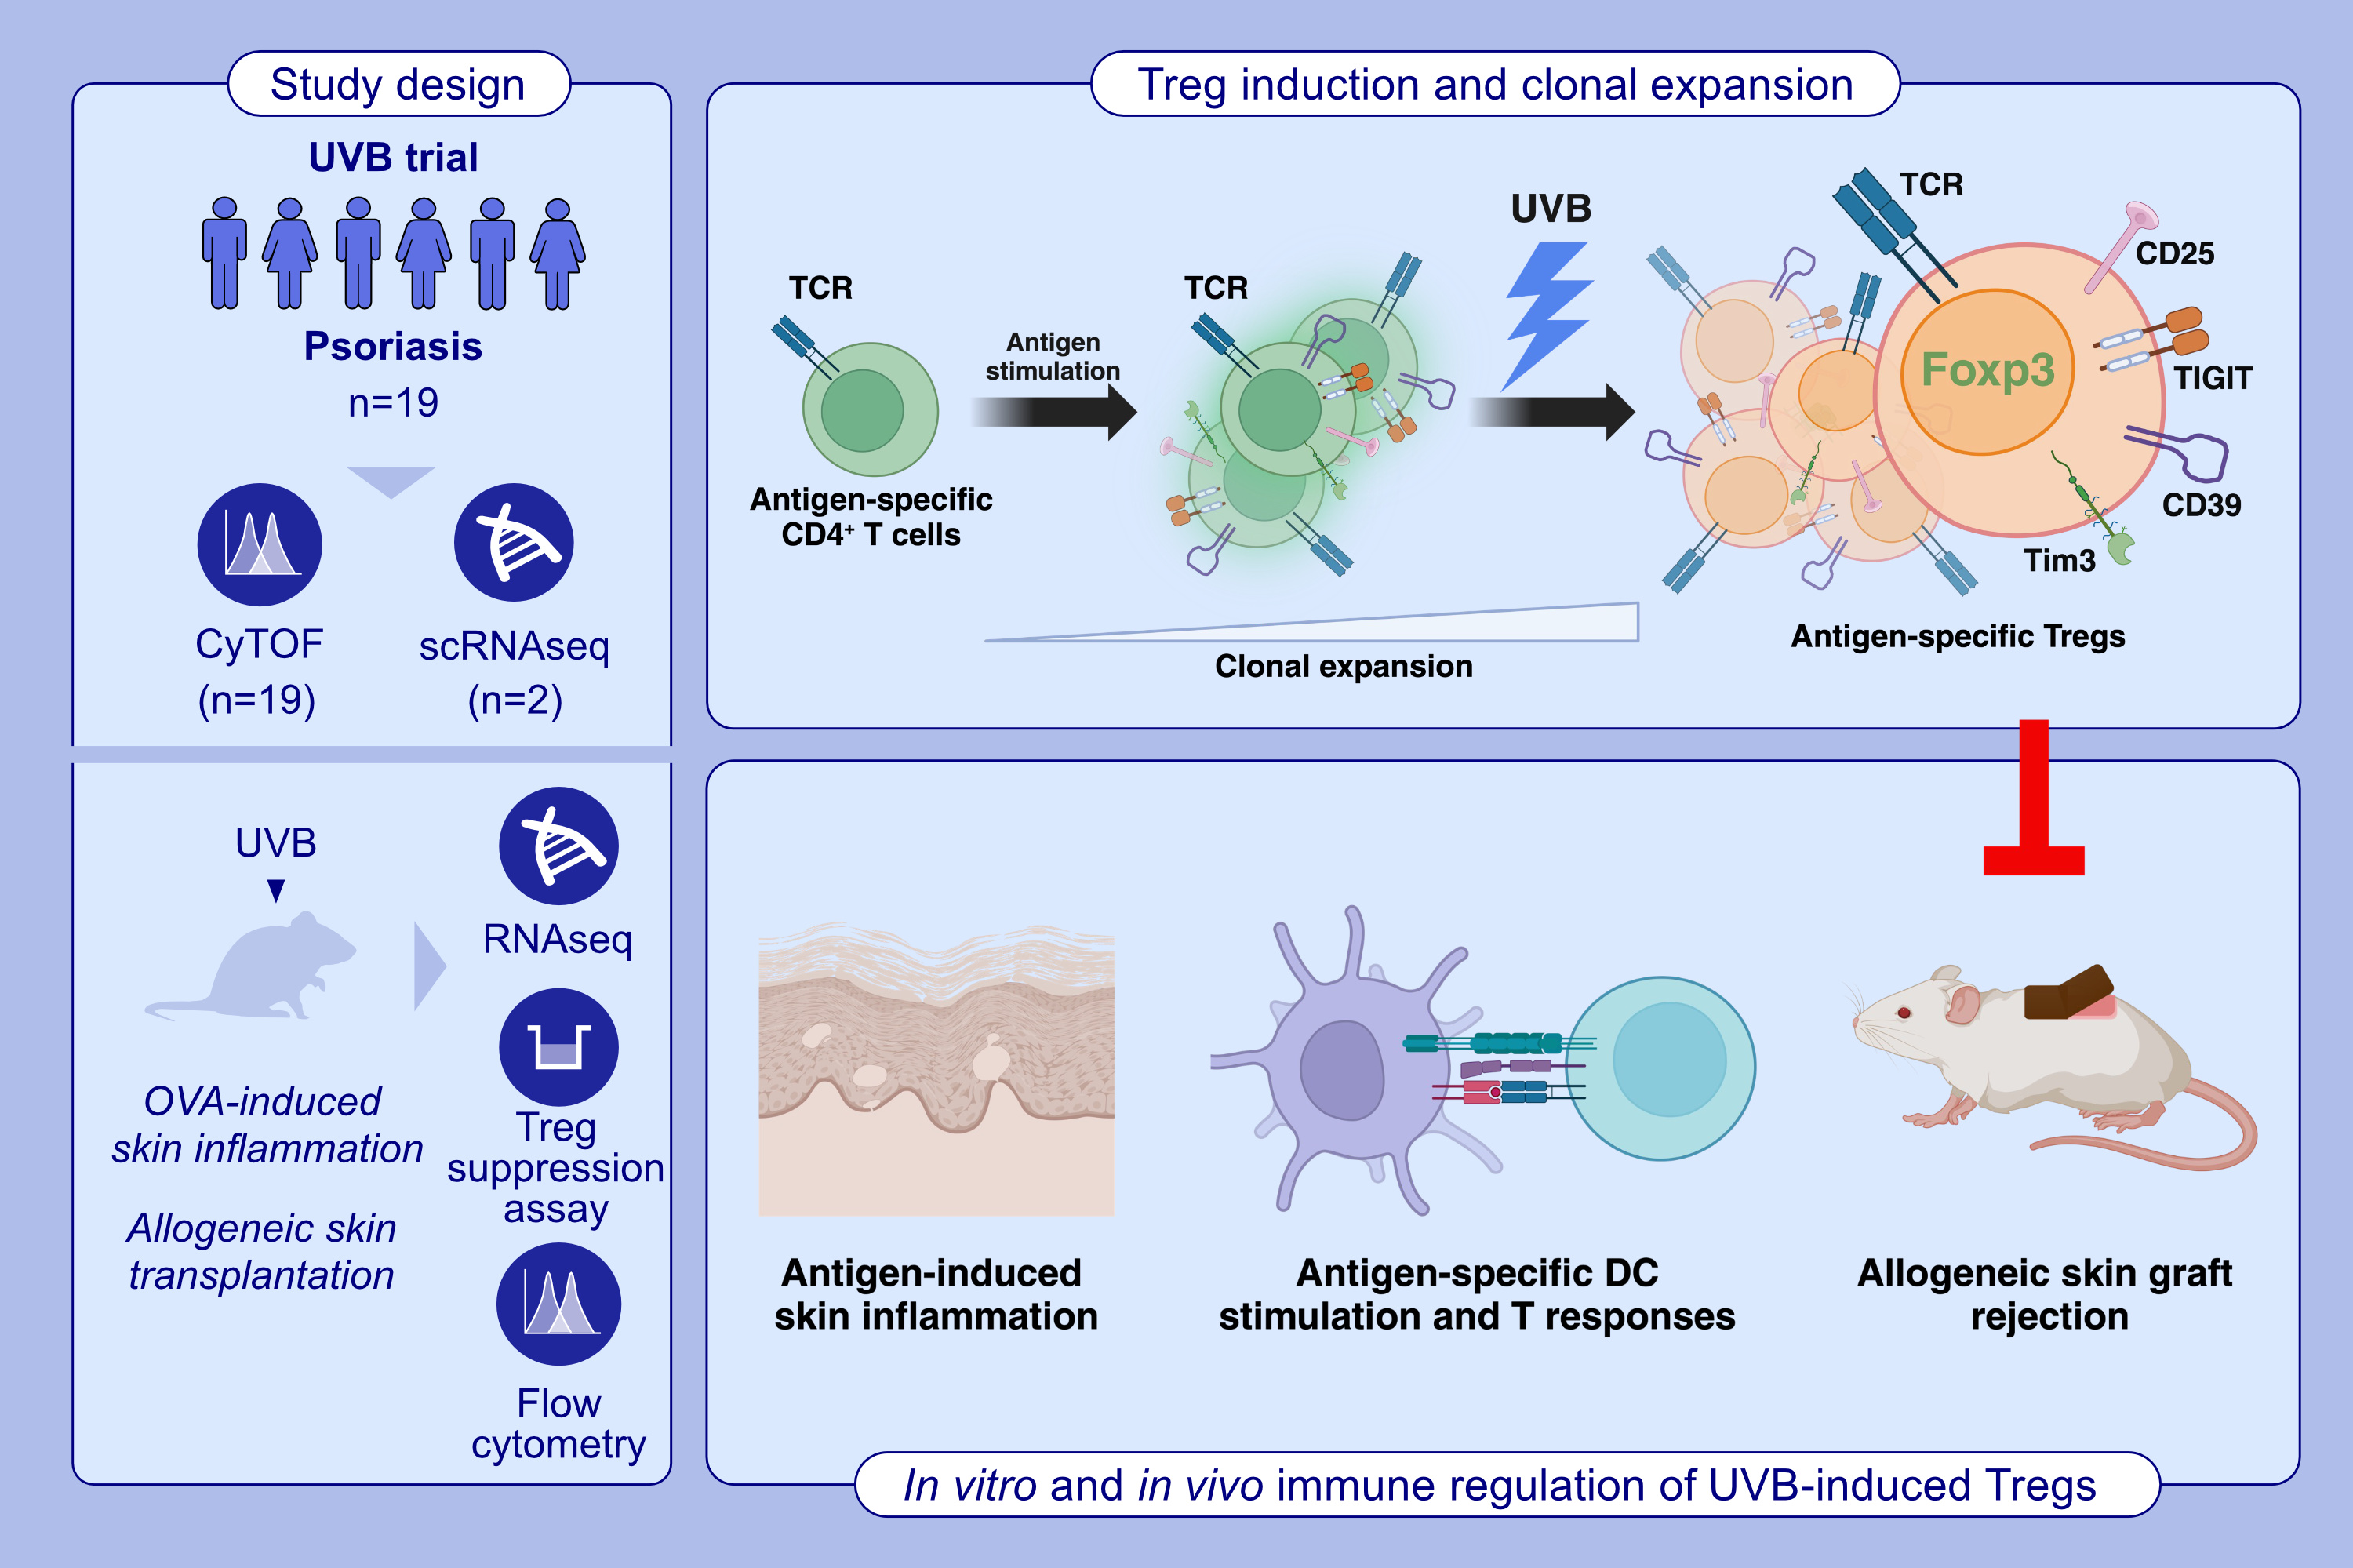 Study design
UVB trial
Psoriasis
n=19
CyTOF
(n=19)
scRNAseq
(n=2)
UVB
OVA-induced
skin inflammation
Allogeneic skin
transplantation
RNAseq
Treg
suppression
assay
Flow
cytometry
Treg induction and clonal expansion
TCR
Antigen-specific
CD4⁺ T cells
Antigen
stimulation
TCR
UVB
TCR
CD25
Foxp3
TIGIT
CD39
Tim3
Antigen-specific Tregs
Clonal expansion
Antigen-induced
skin inflammation
Antigen-specific DC
stimulation and T responses
Allogeneic skin graft
rejection
In vitro and in vivo immune regulation of UVB-induced Tregs